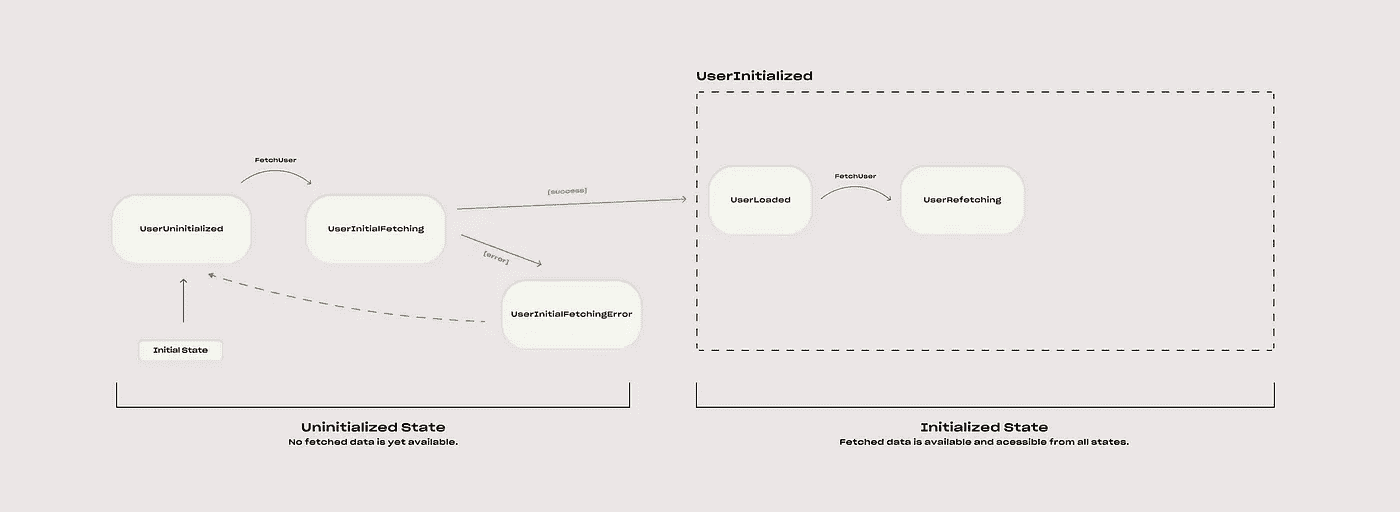 UserInitialized
FetchUser
UserUninitialized
UserInitialFetching
[success]
[error]
UserInitialFetchingError
Initial State
UserLoaded
FetchUser
UserRefetching
Uninitialized State
No fetched data is yet available.
Initialized State
Fetched data is available and acessible from all states.